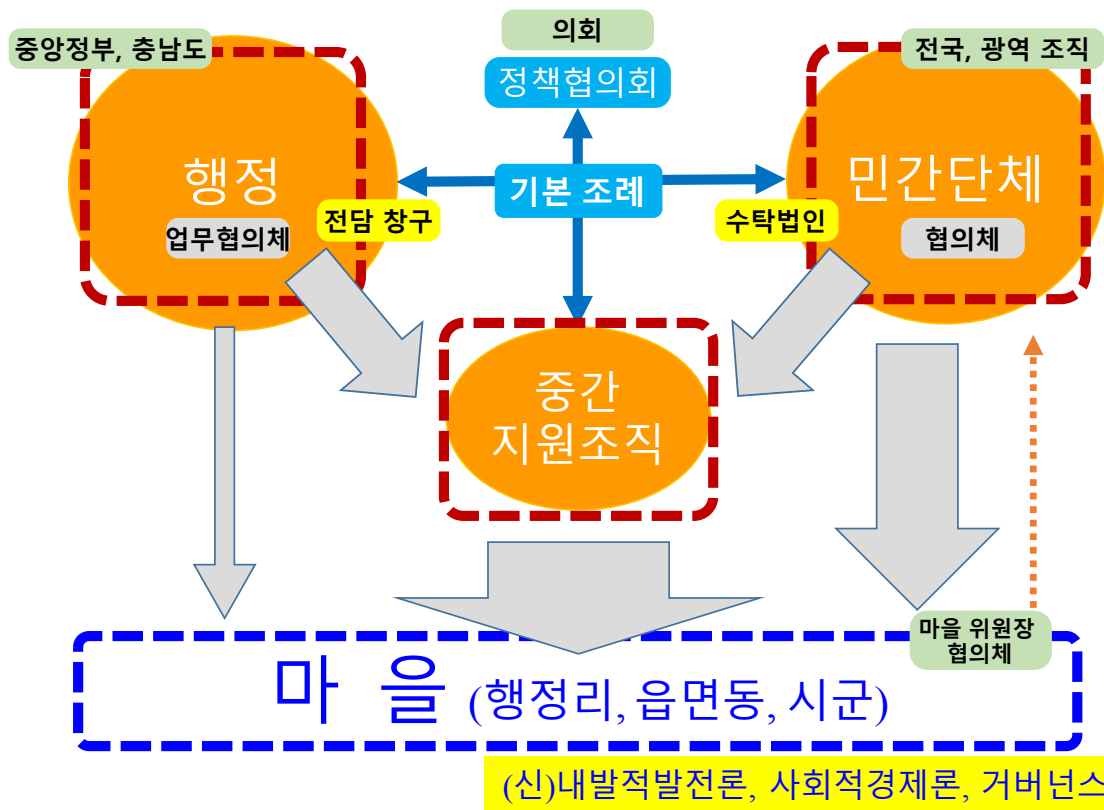 중앙정부, 충남도
의회
전국, 광역 조직
정책협의회
행정
민간단체
기본 조례
전담 창구
수탁법인
업무협의체
협의체
중간
지원조직
마을 위원장
협의체
마 을 (행정리, 읍면동, 시군)
(신)내발적발전론, 사회적경제론, 거버넌스